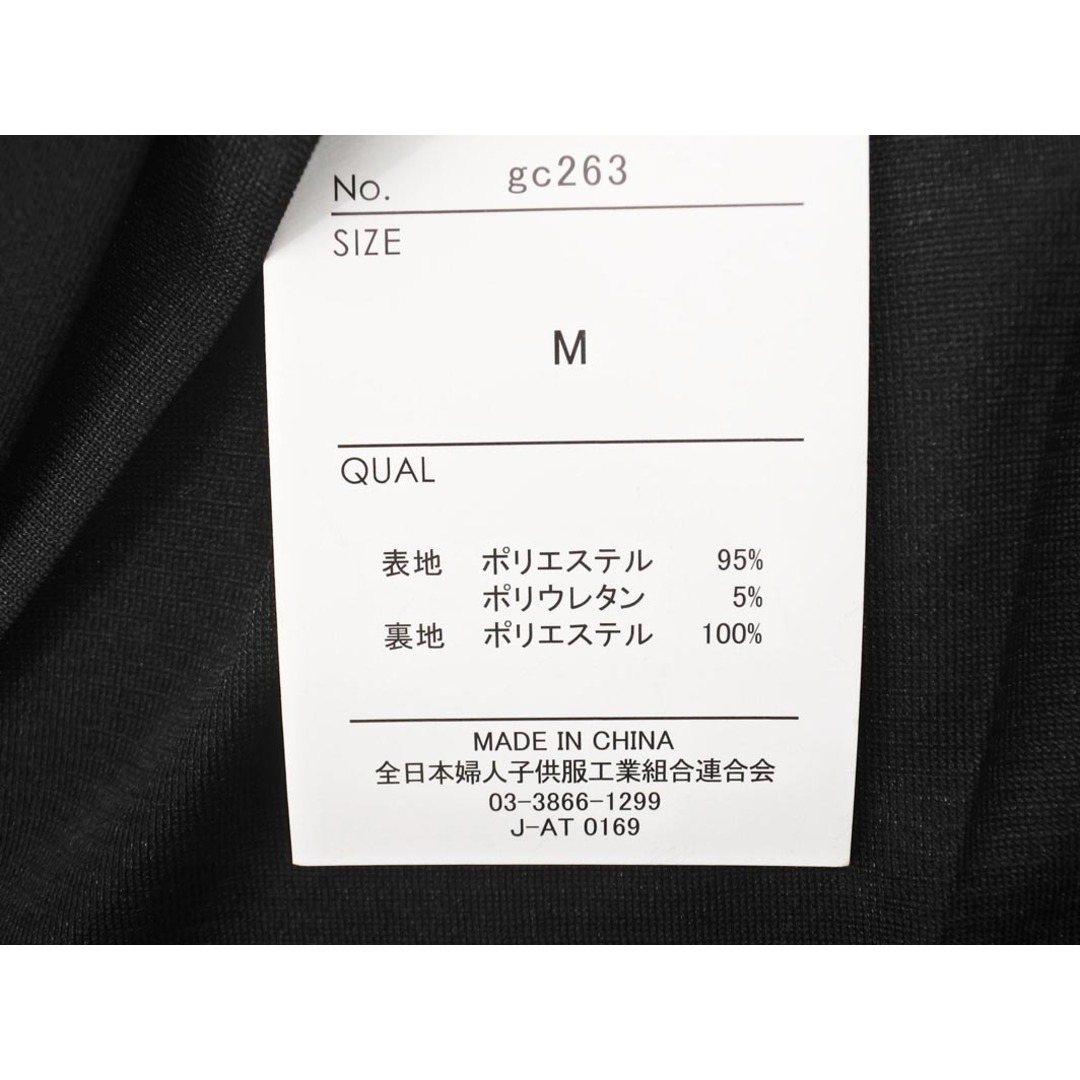 No. gc263
SIZE
M
QUAL
表地 ポリエステル 95%
ポリウレタン 5%
裏地 ポリエステル 100%
MADE IN CHINA
全日本婦人子供服工業組合連合会
03-3866-1299
J-AT 0169